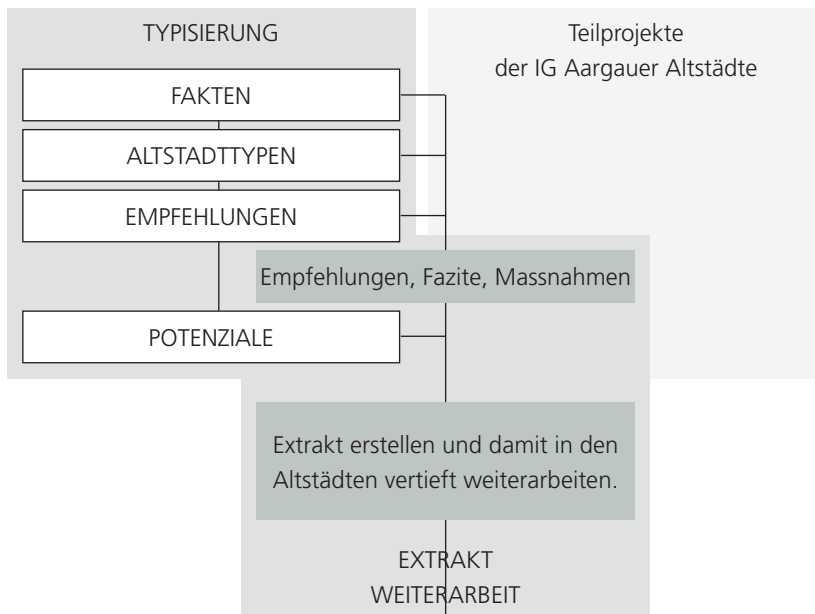 TYPISIERUNG
Teilprojekte
der IG Aargauer Altstädte
FAKTEN
ALTSTADTTYPEN
EMPFEHLUNGEN
Empfehlungen, Fazite, Massnahmen
POTENZIALE
Extrakt erstellen und damit in den
Altstädten vertieft weiterarbeiten.
EXTRAKT
WEITERARBEIT